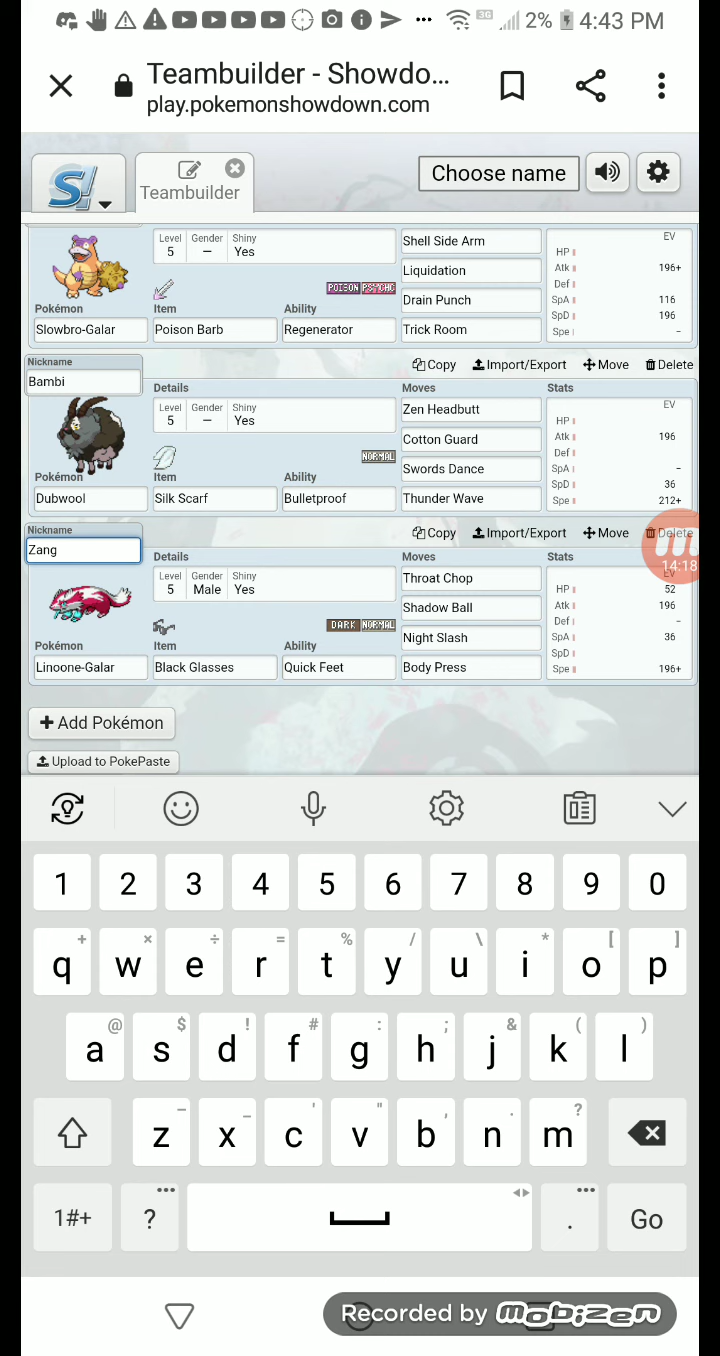 3G 2% 4:43 PM
Teambuilder - Showdo...
play.pokemonshowdown.com
S!
Teambuilder
Choose name
Level Gender Shiny
5 – Yes
Shell Side Arm
Liquidation
Drain Punch
Trick Room
EV
HP
Atk 196+
Def
SpA 116
SpD 196
Spe –
POISON PSYCHC
Pokémon Item Ability
Slowbro-Galar Poison Barb Regenerator
Nickname
Bambi
Copy Import/Export Move Delete
Details Moves Stats
Level Gender Shiny
5 – Yes
Zen Headbutt
Cotton Guard
Swords Dance
Thunder Wave
EV
HP
Atk 196
Def
SpA –
SpD 36
Spe 212+
NORMAL
Pokémon Item Ability
Dubwool Silk Scarf Bulletproof
Nickname
Zang
Copy Import/Export Move Delete
Details Moves Stats
Level Gender Shiny
5 Male Yes
Throat Chop
Shadow Ball
Night Slash
Body Press
EV
HP 52
Atk 196
Def –
SpA 36
SpD
Spe 196+
14:18
DARK NORMAL
Pokémon Item Ability
Linoone-Galar Black Glasses Quick Feet
+ Add Pokémon
Upload to PokePaste
1 2 3 4 5 6 7 8 9 0
+ × ÷ = % / \ * [ ]
q w e r t y u i o p
@ $ ! # : ; & ( )
a s d f g h j k l
– _ ' " , . ?
z x c v b n m
1#+ ? . Go
Recorded by mobizen